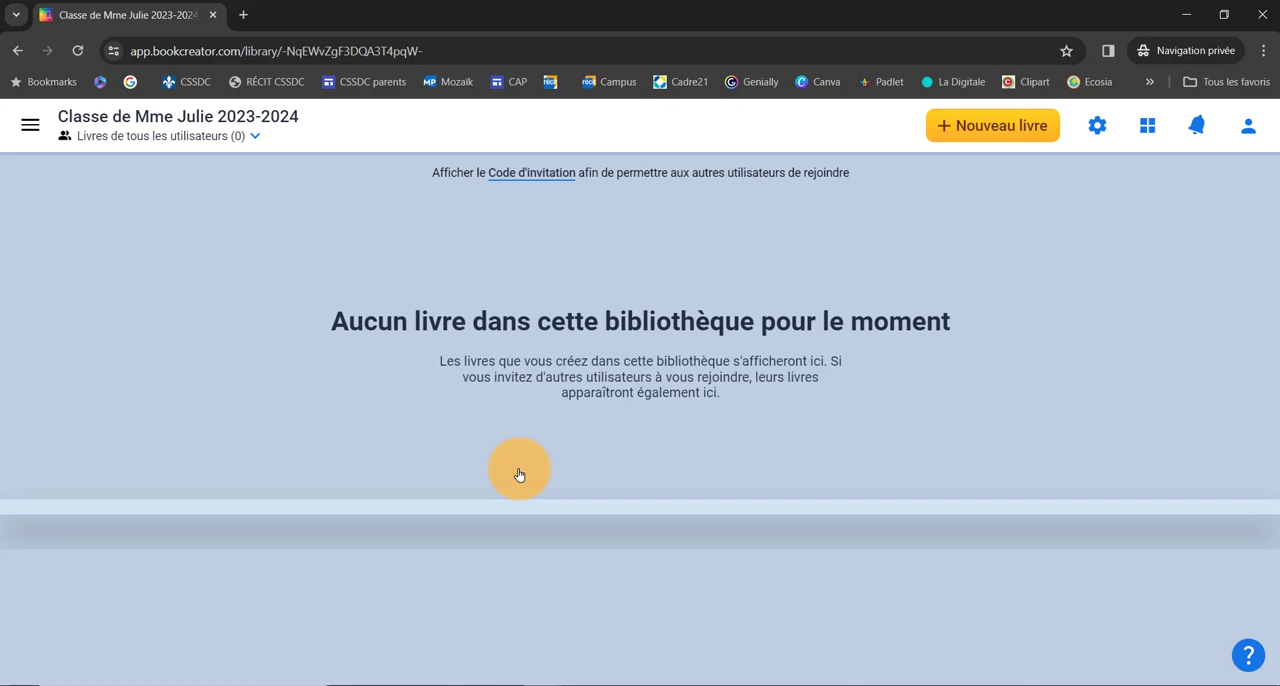 Classe de Mme Julie 2023-2024
app.bookcreator.com/library/-NqEWvZgF3DQA3T4pqW-
Navigation privée
Bookmarks
CSSDC
RÉCIT CSSDC
CSSDC parents
Mozaïk
CAP
Campus
Cadre21
Genially
Canva
Padlet
La Digitale
Clipart
Ecosia
Tous les favoris
Classe de Mme Julie 2023-2024
Livres de tous les utilisateurs (0)
+ Nouveau livre
Afficher le Code d'invitation afin de permettre aux autres utilisateurs de rejoindre
Aucun livre dans cette bibliothèque pour le moment
Les livres que vous créez dans cette bibliothèque s'afficheront ici. Si
vous invitez d'autres utilisateurs à vous rejoindre, leurs livres
apparaîtront également ici.
?